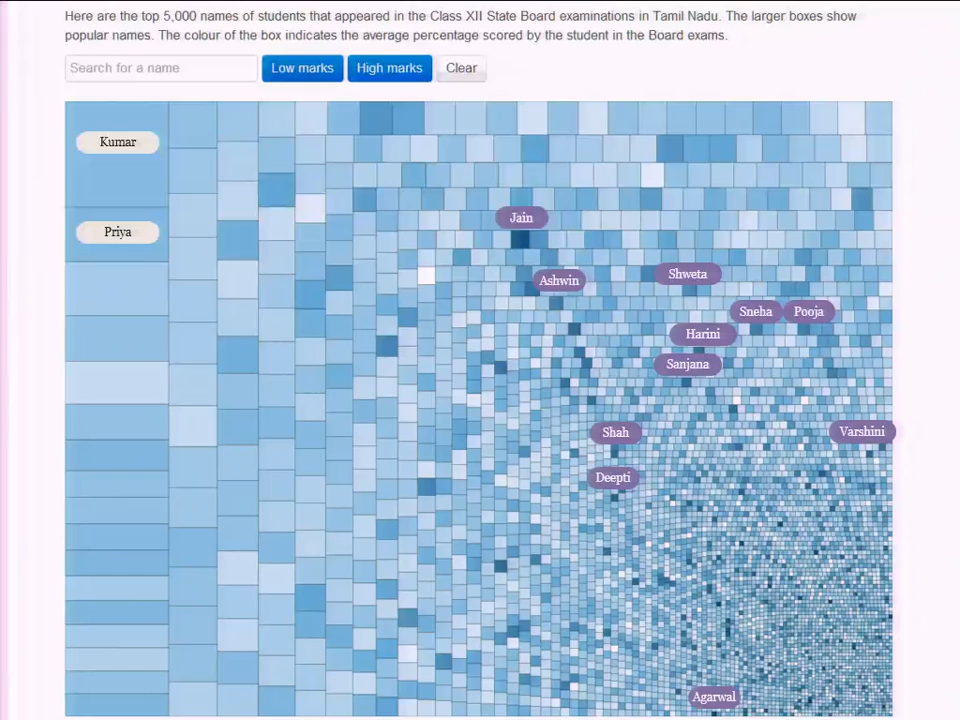 Here are the top 5,000 names of students that appeared in the Class XII State Board examinations in Tamil Nadu. The larger boxes show
popular names. The colour of the box indicates the average percentage scored by the student in the Board exams.
Search for a name Low marks High marks Clear
Kumar
Priya
Jain
Ashwin
Shweta
Sneha Pooja
Harini
Sanjana
Shah
Varshini
Deepti
Agarwal